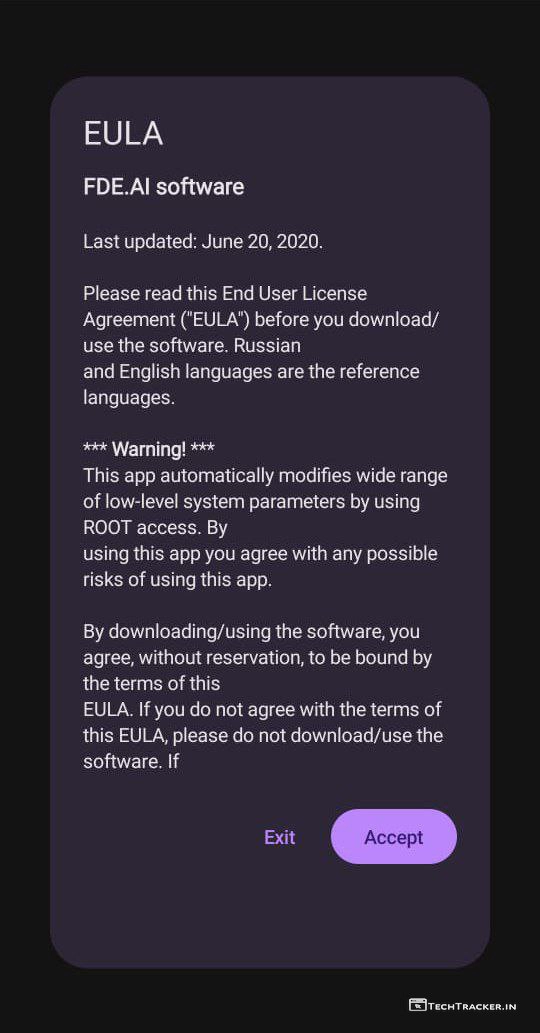 EULA
FDE.AI software
Last updated: June 20, 2020.
Please read this End User License
Agreement ("EULA") before you download/
use the software. Russian
and English languages are the reference
languages.
*** Warning! ***
This app automatically modifies wide range
of low-level system parameters by using
ROOT access. By
using this app you agree with any possible
risks of using this app.
By downloading/using the software, you
agree, without reservation, to be bound by
the terms of this
EULA. If you do not agree with the terms of
this EULA, please do not download/use the
software. If
Exit
Accept
TECHTRACKER.IN